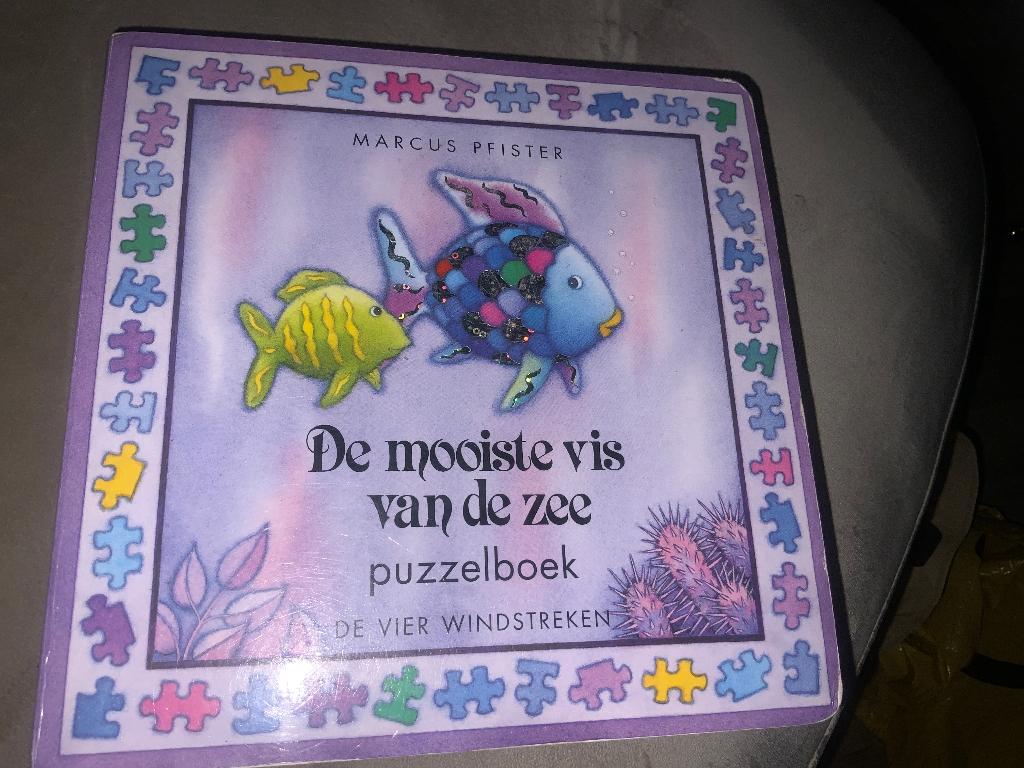 MARCUS PFISTER
De mooiste vis
van de zee
puzzelboek
DE VIER WINDSTREKEN